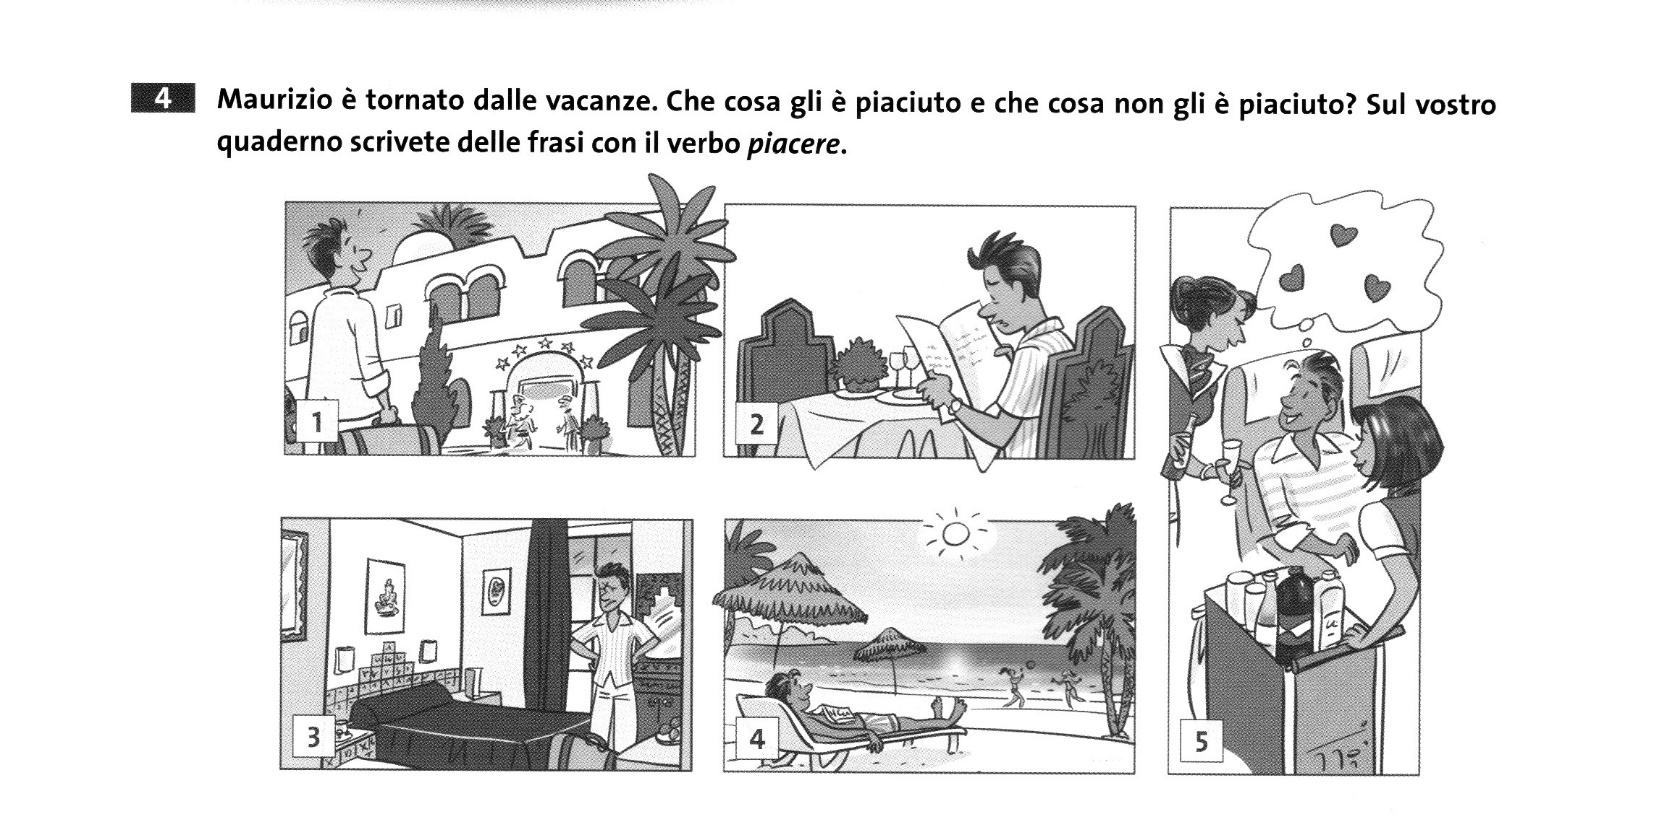 4 Maurizio è tornato dalle vacanze. Che cosa gli è piaciuto e che cosa non gli è piaciuto? Sul vostro
quaderno scrivete delle frasi con il verbo piacere.
1
2
3
4
5